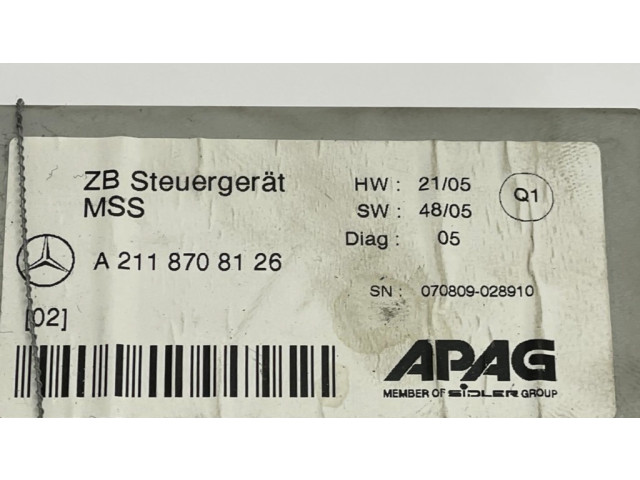 ZB Steuergerät
MSS
A 211 870 81 26
[02]
HW : 21/05
SW : 48/05
Diag : 05
Q1
SN : 070809-028910
APAG
MEMBER OF SIDLER GROUP